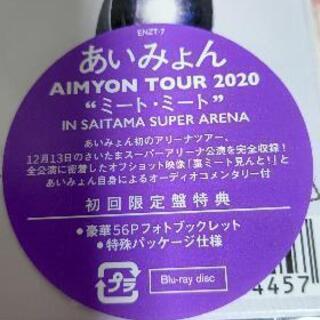 ENZT-7
あいみょん
AIMYON TOUR 2020
“ミート・ミート”
IN SAITAMA SUPER ARENA
あいみょん初のアリーナツアー、
12月13日のさいたまスーパーアリーナ公演を完全収録!
全公演に密着したオフショット映像「裏ミート見んと!」と
あいみょん自身によるオーディオコメンタリー付
初回限定盤特典
●豪華56Pフォトブックレット
●特殊パッケージ仕様
プラ
Blu-ray disc
4457